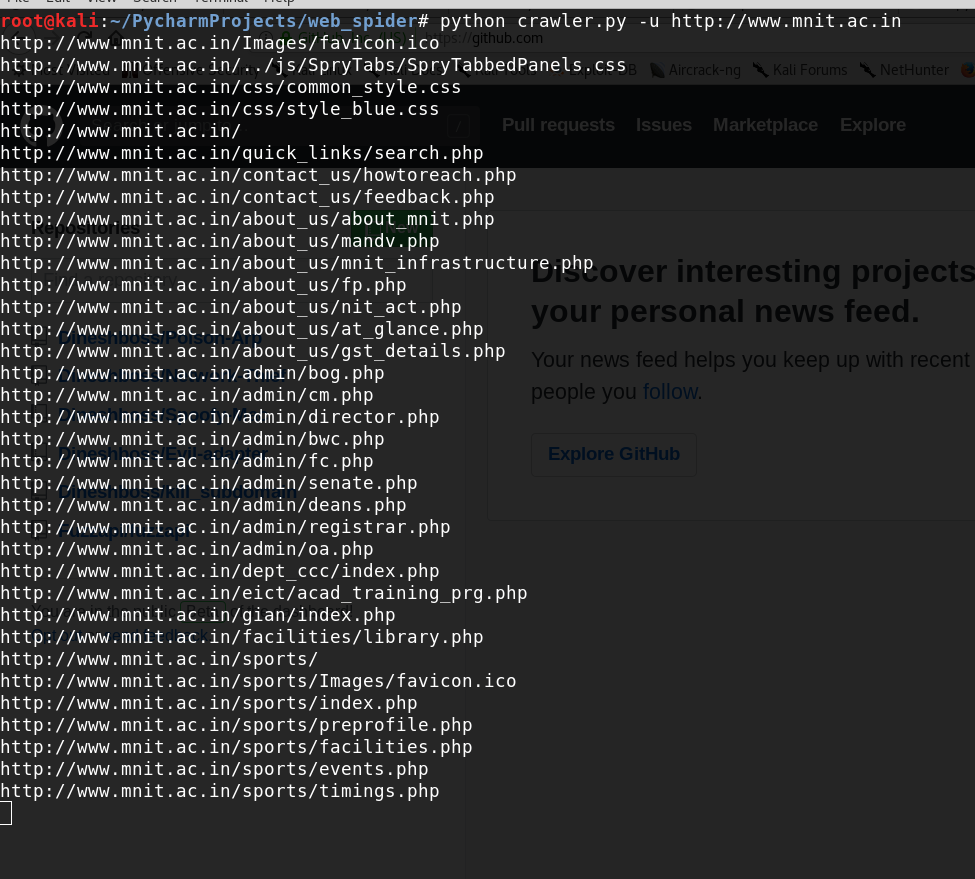 File Edit View Search Terminal Help
root@kali:~/PycharmProjects/web_spider# python crawler.py -u http://www.mnit.ac.in
http://www.mnit.ac.in/Images/favicon.ico
http://www.mnit.ac.in/../js/SpryTabs/SpryTabbedPanels.css
http://www.mnit.ac.in/css/common_style.css
http://www.mnit.ac.in/css/style_blue.css
http://www.mnit.ac.in/
http://www.mnit.ac.in/quick_links/search.php
http://www.mnit.ac.in/contact_us/howtoreach.php
http://www.mnit.ac.in/contact_us/feedback.php
http://www.mnit.ac.in/about_us/about_mnit.php
http://www.mnit.ac.in/about_us/mandv.php
http://www.mnit.ac.in/about_us/mnit_infrastructure.php
http://www.mnit.ac.in/about_us/fp.php
http://www.mnit.ac.in/about_us/nit_act.php
http://www.mnit.ac.in/about_us/at_glance.php
http://www.mnit.ac.in/about_us/gst_details.php
http://www.mnit.ac.in/admin/bog.php
http://www.mnit.ac.in/admin/cm.php
http://www.mnit.ac.in/admin/director.php
http://www.mnit.ac.in/admin/bwc.php
http://www.mnit.ac.in/admin/fc.php
http://www.mnit.ac.in/admin/senate.php
http://www.mnit.ac.in/admin/deans.php
http://www.mnit.ac.in/admin/registrar.php
http://www.mnit.ac.in/admin/oa.php
http://www.mnit.ac.in/dept_ccc/index.php
http://www.mnit.ac.in/eict/acad_training_prg.php
http://www.mnit.ac.in/gian/index.php
http://www.mnit.ac.in/facilities/library.php
http://www.mnit.ac.in/sports/
http://www.mnit.ac.in/sports/Images/favicon.ico
http://www.mnit.ac.in/sports/index.php
http://www.mnit.ac.in/sports/preprofile.php
http://www.mnit.ac.in/sports/facilities.php
http://www.mnit.ac.in/sports/events.php
http://www.mnit.ac.in/sports/timings.php
https://github.com
Aircrack-ng Kali Forums NetHunter
Pull requests Issues Marketplace Explore
Repositories
Discover interesting projects
your personal news feed.
Your news feed helps you keep up with recent
people you follow.
Explore GitHub
Dineshboss/Poison-Arp
Dineshboss/Evil-adapter
Dineshboss/kill_subdomain